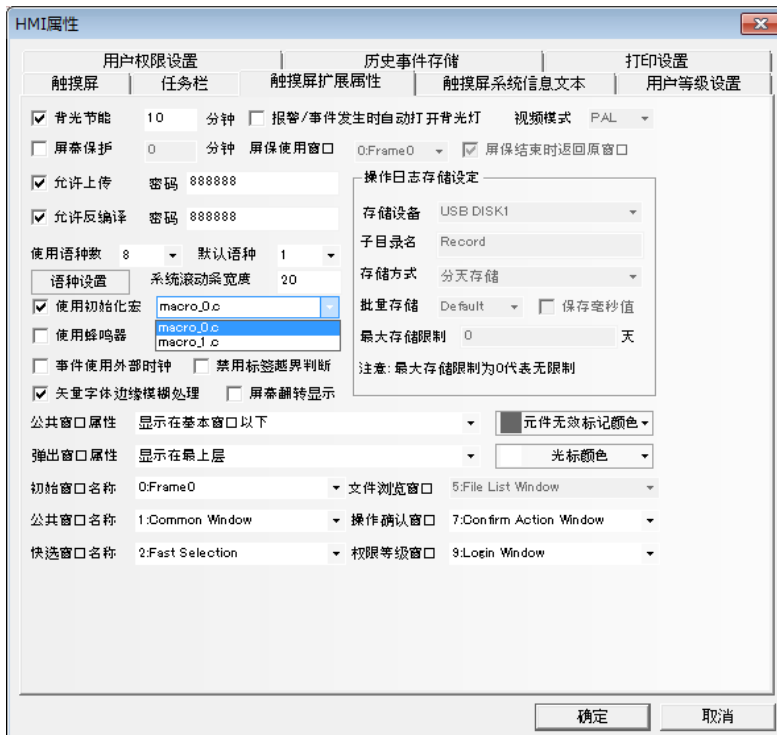 HMI属性
用户权限设置 历史事件存储 打印设置
触摸屏 任务栏 触摸屏扩展属性 触摸屏系统信息文本 用户等级设置
背光节能 10 分钟 报警/事件发生时自动打开背光灯 视频模式 PAL
屏幕保护 0 分钟 屏保使用窗口 0:Frame0 屏保结束时返回原窗口
允许上传 密码 888888
操作日志存储设定
允许反编译 密码 888888
存储设备 USB DISK1
子目录名 Record
使用语种数 8 默认语种 1
语种设置 系统滚动条宽度 20
存储方式 分天存储
使用初始化宏 macro_0.c
批量存储 Default 保存毫秒值
macro_0.c
macro_1.c
使用蜂鸣器
最大存储限制 0 天
事件使用外部时钟 禁用标签越界判断
注意:最大存储限制为0代表无限制
矢量字体边缘模糊处理 屏幕翻转显示
公共窗口属性 显示在基本窗口以下 元件无效标记颜色
弹出窗口属性 显示在最上层 光标颜色
初始窗口名称 0:Frame0 文件浏览窗口 5:File List Window
公共窗口名称 1:Common Window 操作确认窗口 7:Confirm Action Window
快选窗口名称 2:Fast Selection 权限等级窗口 9:Login Window
确定 取消